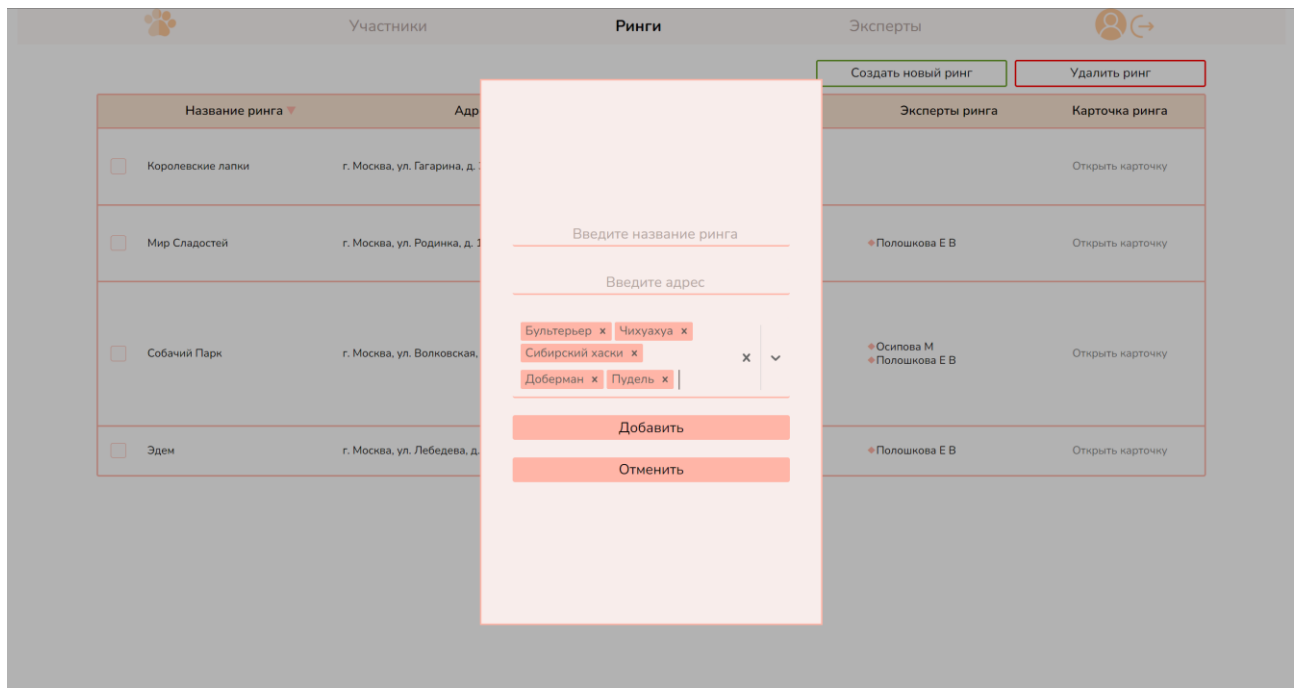 Участники
Ринги
Эксперты
Создать новый ринг
Удалить ринг
Название ринга
Эксперты ринга
Карточка ринга
Королевские лапки
г. Москва, ул. Гагарина, д.
Открыть карточку
Мир Сладостей
г. Москва, ул. Родинка, д. 1
Полошкова Е В
Открыть карточку
Собачий Парк
г. Москва, ул. Волковская,
Осипова М
Полошкова Е В
Открыть карточку
Эдем
г. Москва, ул. Лебедева, д.
Полошкова Е В
Открыть карточку
Введите название ринга
Введите адрес
Бультерьер x Чихуахуа x
Сибирский хаски x
Доберман x Пудель x
Добавить
Отменить